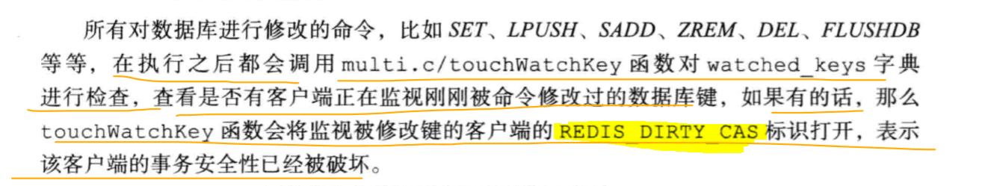 所有对数据库进行修改的命令，比如 SET、LPUSH、SADD、ZREM、DEL、FLUSHDB
等等，在执行之后都会调用 multi.c/touchWatchKey 函数对 watched_keys 字典
进行检查，查看是否有客户端正在监视刚刚被命令修改过的数据库键，如果有的话，那么
touchWatchKey 函数会将监视被修改键的客户端的 REDIS_DIRTY_CAS 标识打开，表示
该客户端的事务安全性已经被破坏。